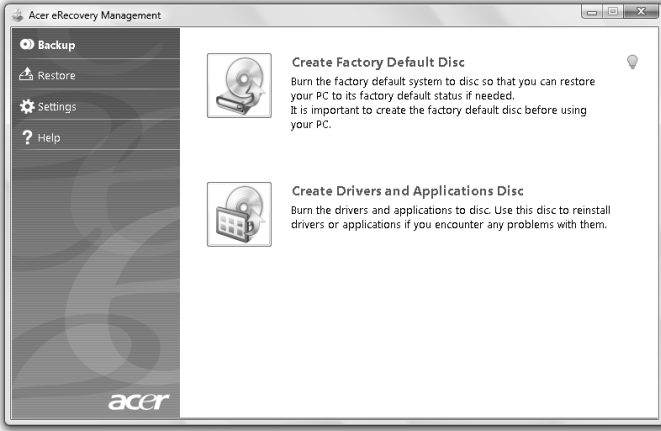 Acer eRecovery Management
Backup
Restore
Settings
Help
Create Factory Default Disc
Burn the factory default system to disc so that you can restore
your PC to its factory default status if needed.
It is important to create the factory default disc before using
your PC.
Create Drivers and Applications Disc
Burn the drivers and applications to disc. Use this disc to reinstall
drivers or applications if you encounter any problems with them.
acer